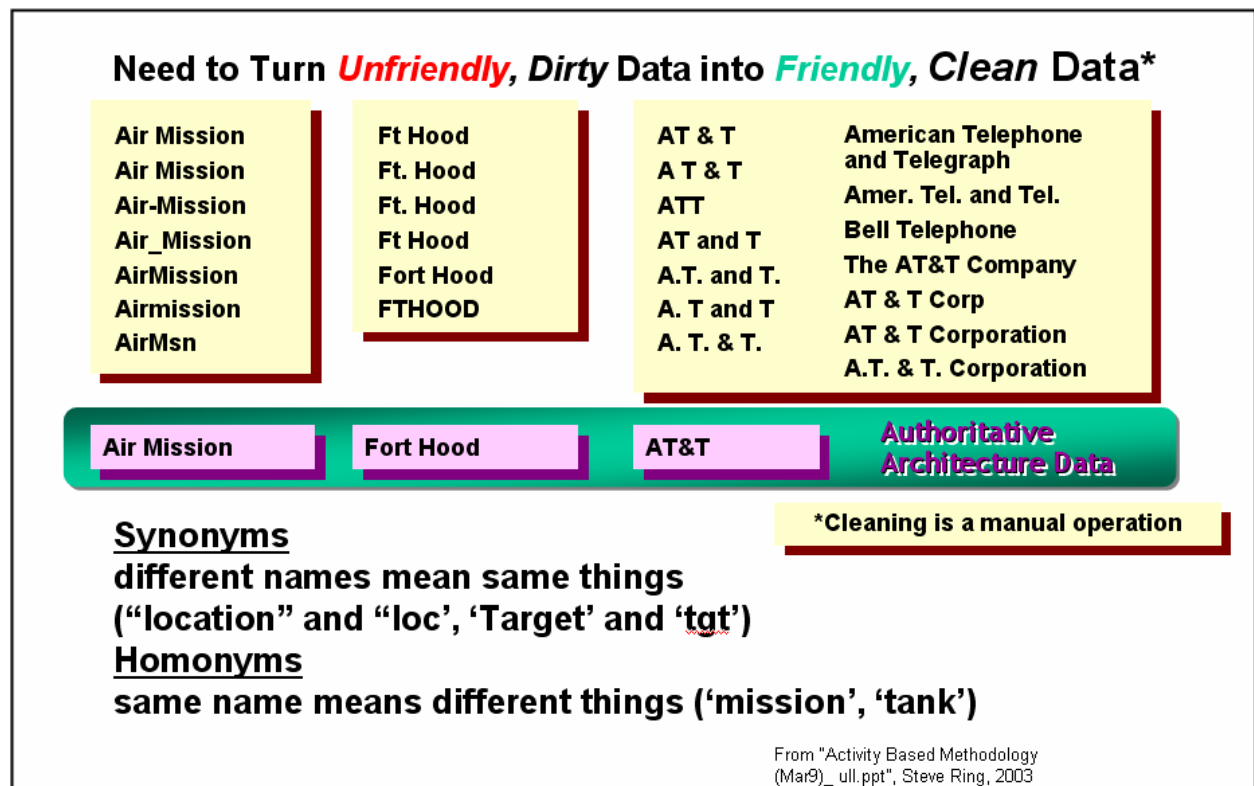 Need to Turn Unfriendly, Dirty Data into Friendly, Clean Data*
Air Mission
Air Mission
Air-Mission
Air_Mission
AirMission
Airmission
AirMsn
Ft Hood
Ft. Hood
Ft. Hood
Ft Hood
Fort Hood
FTHOOD
AT & T
A T & T
ATT
AT and T
A.T. and T.
A. T and T
A. T. & T.
American Telephone
and Telegraph
Amer. Tel. and Tel.
Bell Telephone
The AT&T Company
AT & T Corp
AT & T Corporation
A.T. & T. Corporation
Air Mission
Fort Hood
AT&T
Authoritative
Architecture Data
*Cleaning is a manual operation
Synonyms
different names mean same things
(“location” and “loc’, ‘Target’ and ‘tgt’)
Homonyms
same name means different things (‘mission’, ‘tank’)
From "Activity Based Methodology
(Mar9)_ ull.ppt", Steve Ring, 2003